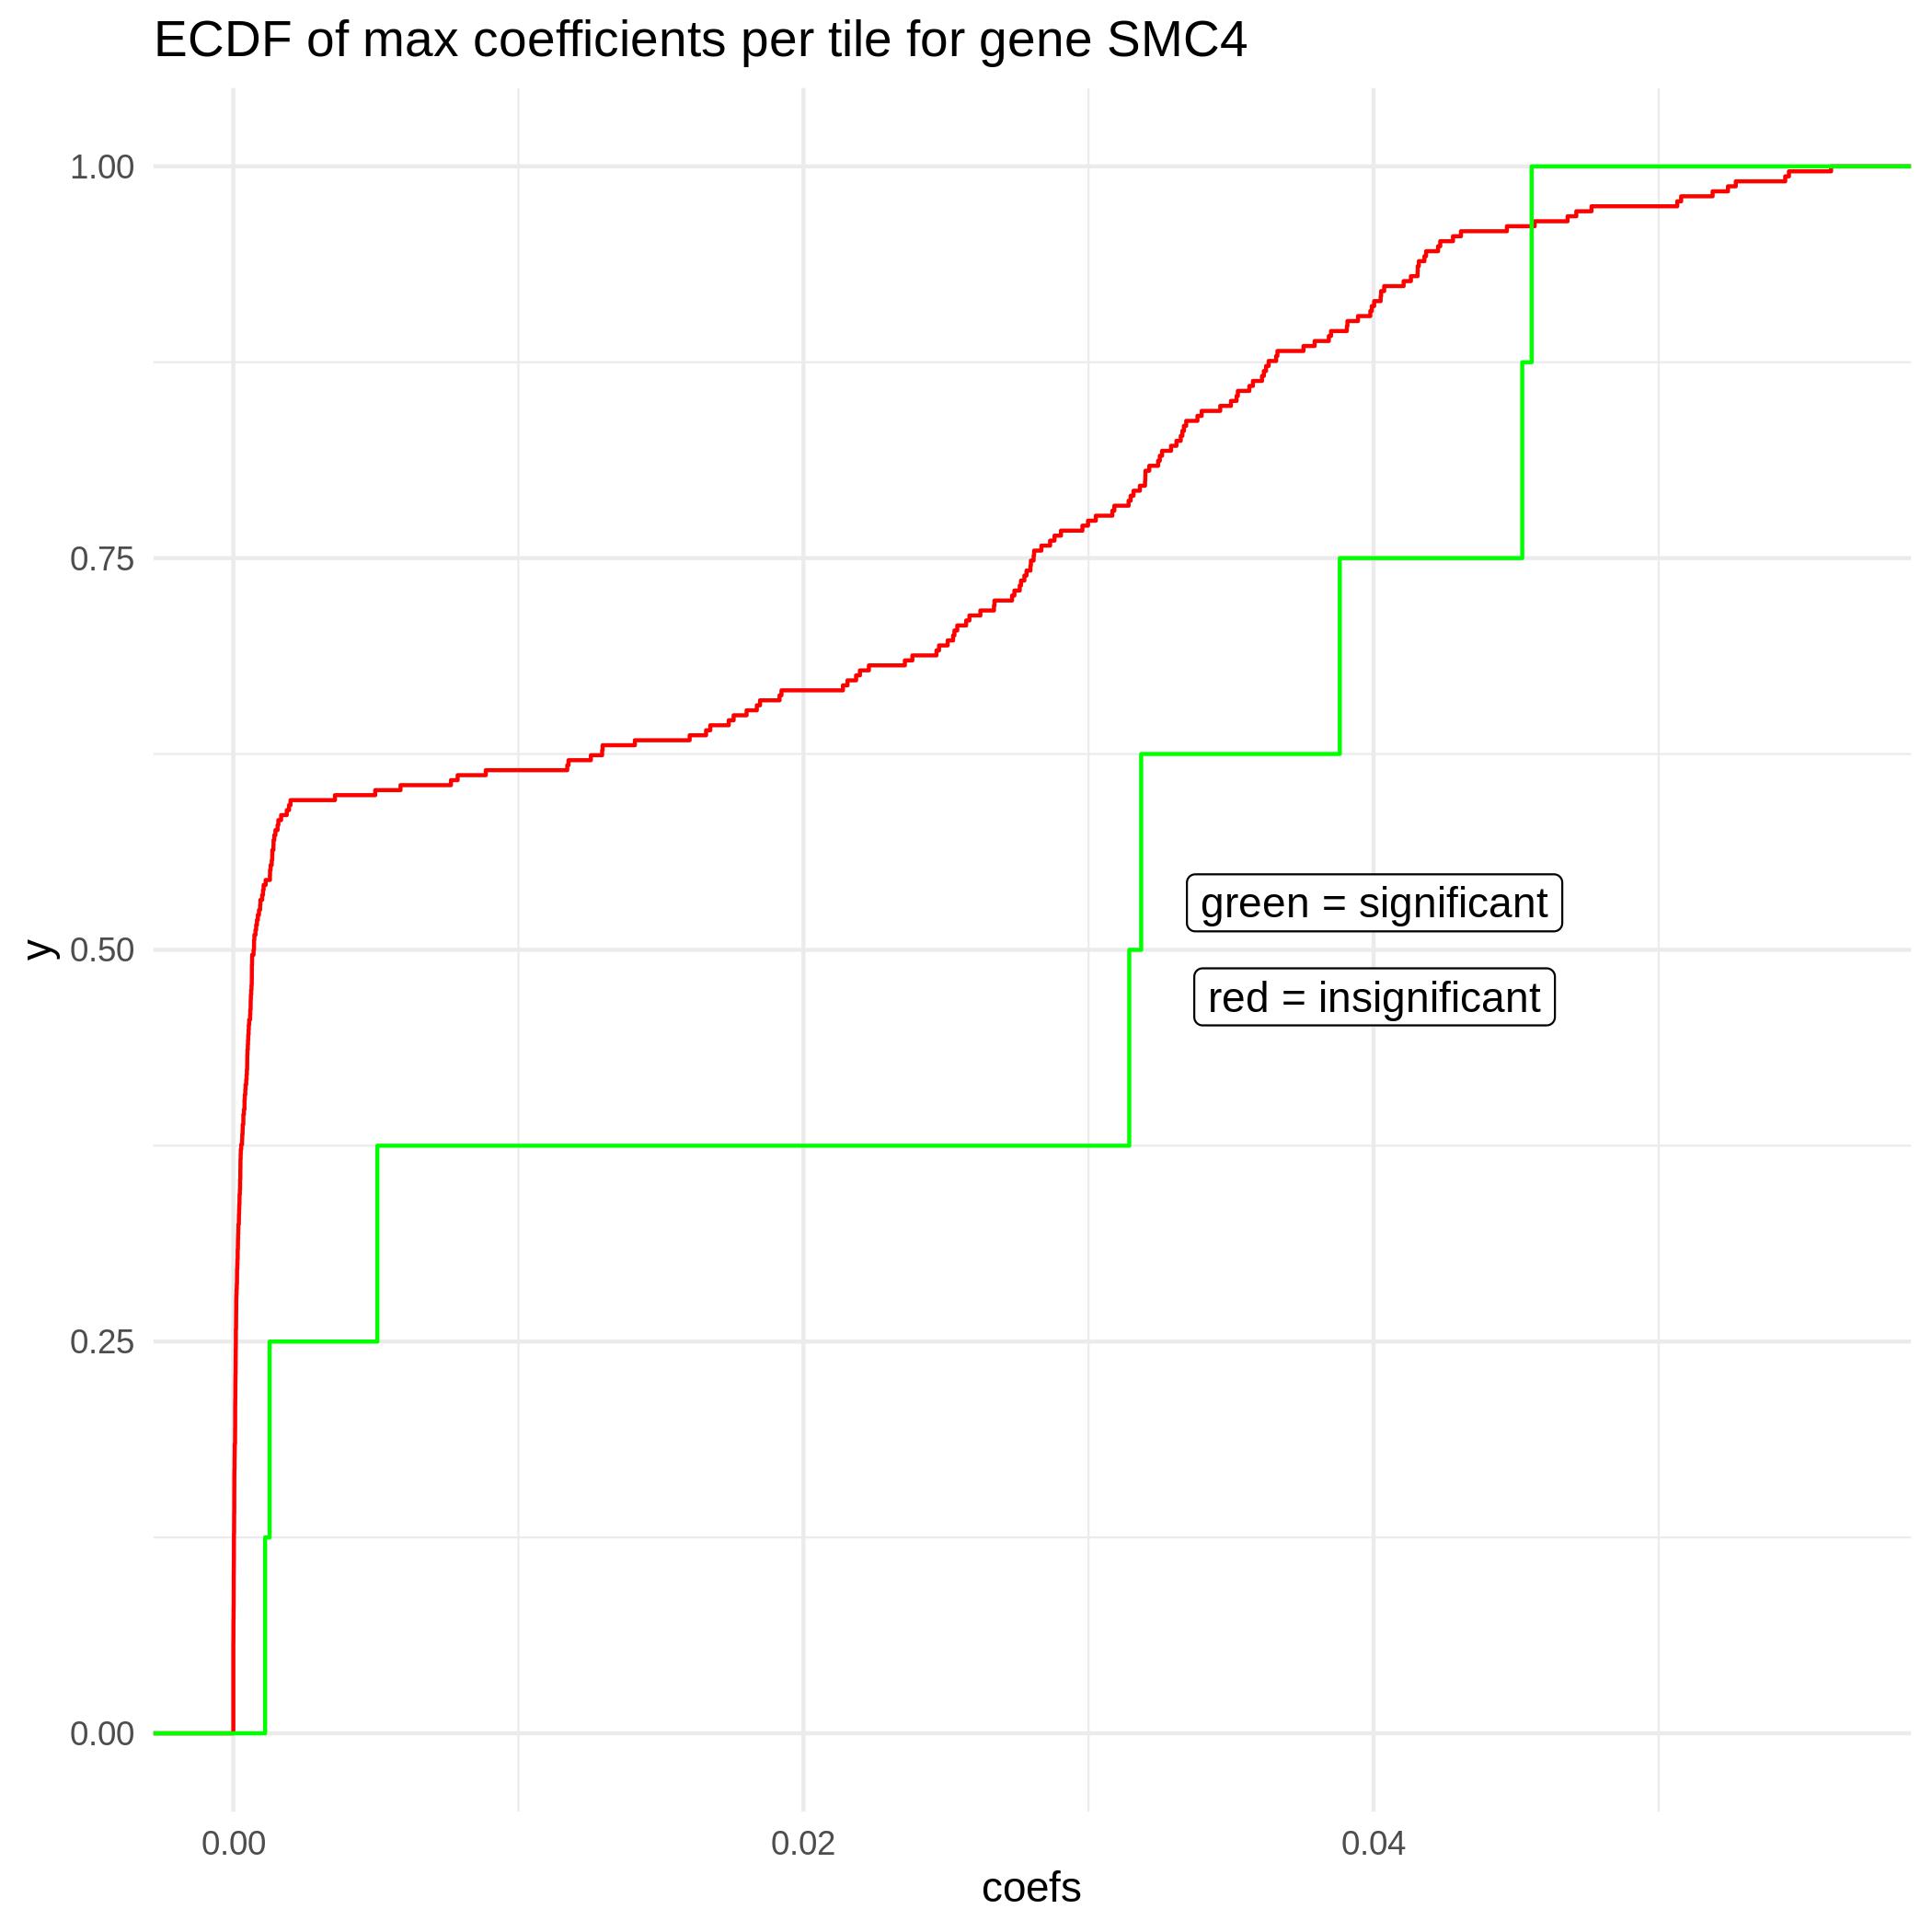 ECDF of max coefficients per tile for gene SMC4
1.00
0.75
0.50
0.25
0.00
y
green = significant
red = insignificant
0.00
0.02
0.04
coefs